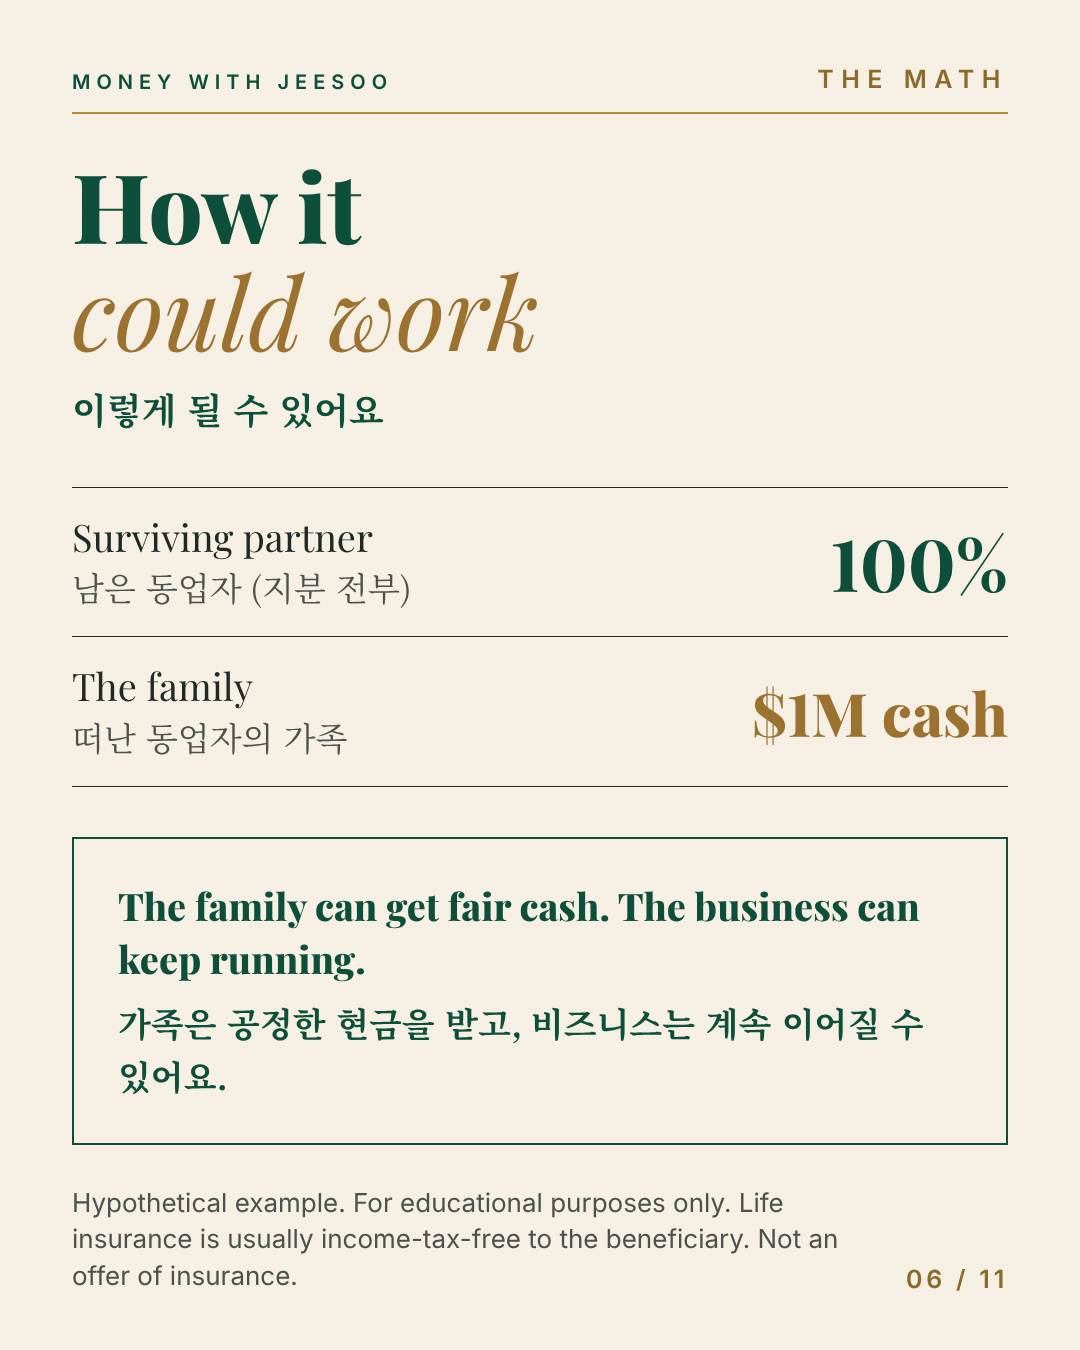 MONEY WITH JEESOO
THE MATH
How it
could work
이렇게 될 수 있어요
Surviving partner
남은 동업자 (지분 전부)
100%
The family
떠난 동업자의 가족
$1M cash
The family can get fair cash. The business can
keep running.
가족은 공정한 현금을 받고, 비즈니스는 계속 이어질 수
있어요.
Hypothetical example. For educational purposes only. Life
insurance is usually income-tax-free to the beneficiary. Not an
offer of insurance.
06 / 11